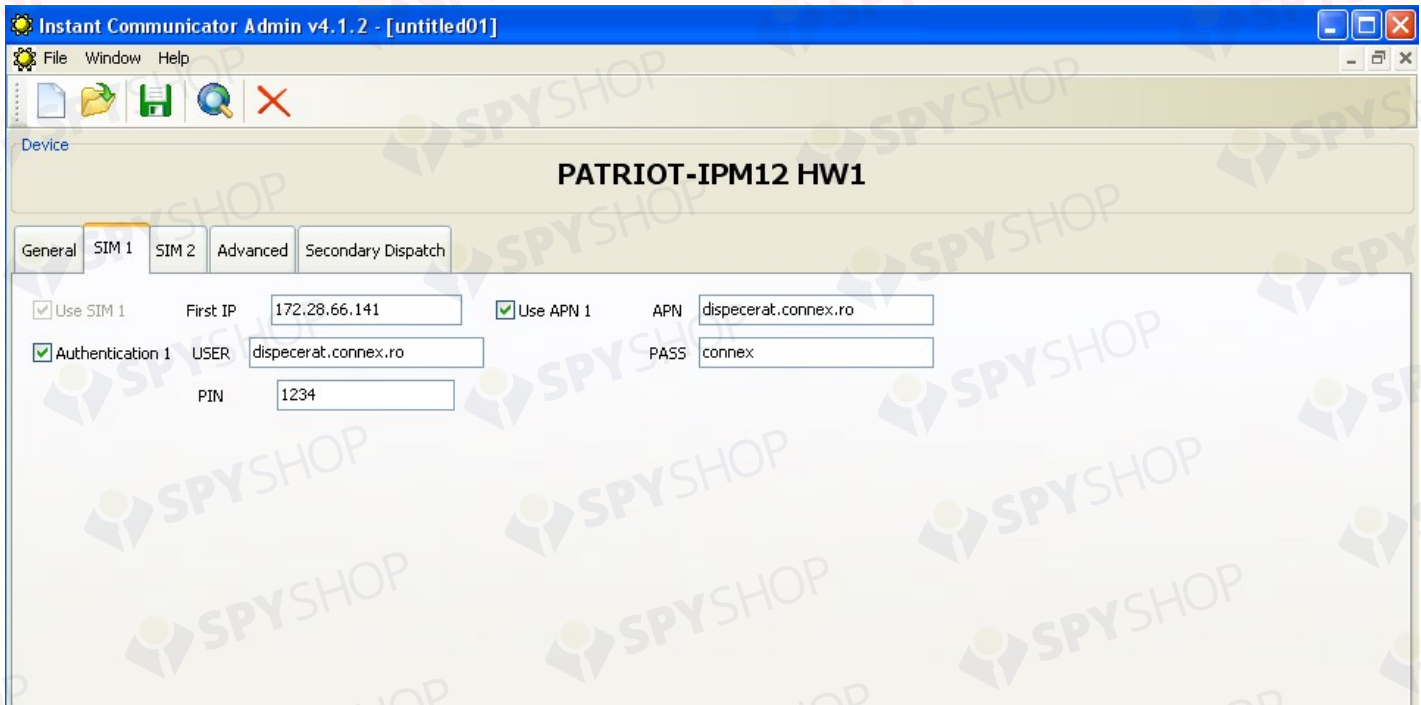 Instant Communicator Admin v4.1.2 - [untitled01]
File Window Help
Device
PATRIOT-IPM12 HW1
General SIM 1 SIM 2 Advanced Secondary Dispatch
Use SIM 1 First IP 172.28.66.141 Use APN 1 APN dispecerat.connex.ro
Authentication 1 USER dispecerat.connex.ro PASS connex
PIN 1234
SPYSHOP